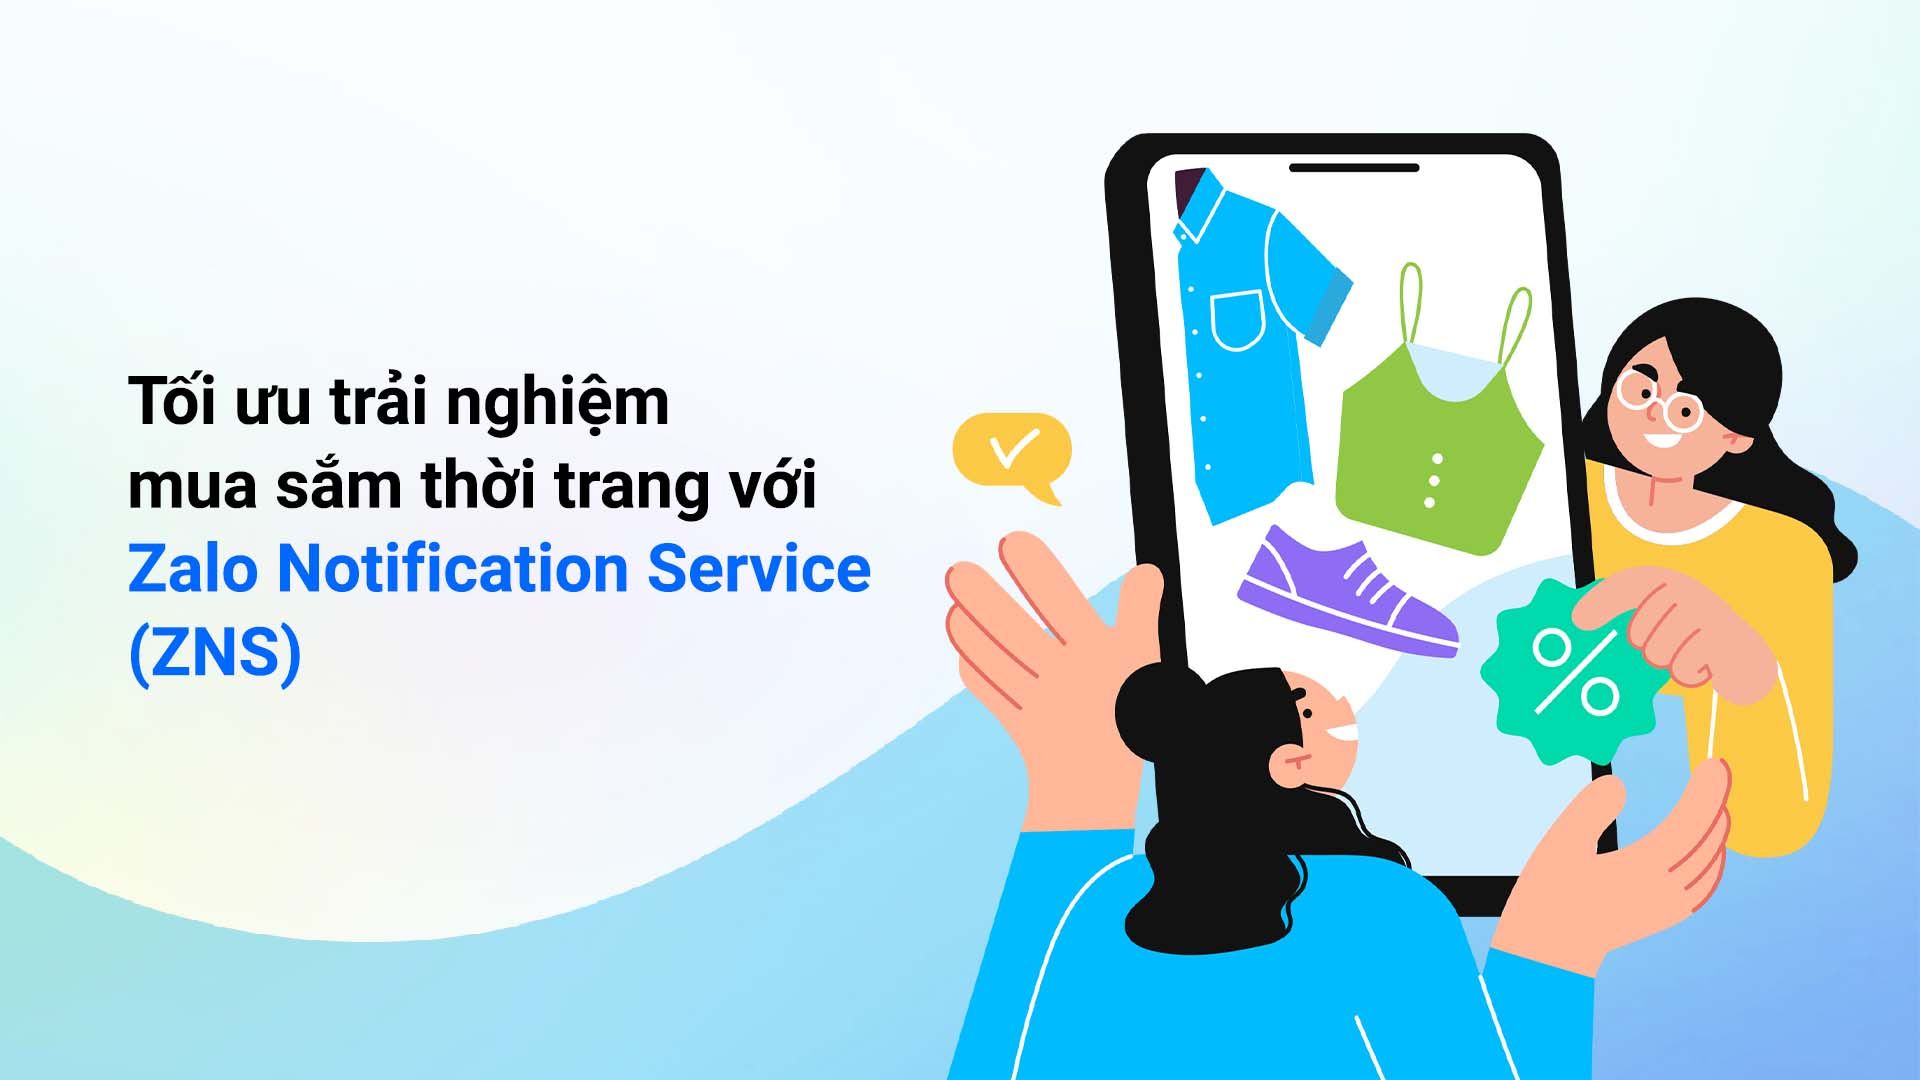 Tối ưu trải nghiệm
mua sắm thời trang với
Zalo Notification Service
(ZNS)
%